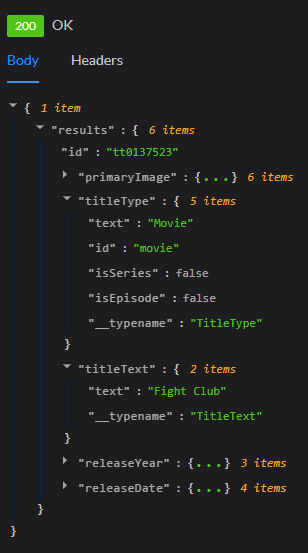 200 OK
Body Headers
{ 1 item
"results" : { 6 items
"id" : "tt0137523"
"primaryImage" : {...} 6 items
"titleType" : { 5 items
"text" : "Movie"
"id" : "movie"
"isSeries" : false
"isEpisode" : false
"__typename" : "TitleType"
}
"titleText" : { 2 items
"text" : "Fight Club"
"__typename" : "TitleText"
}
"releaseYear" : {...} 3 items
"releaseDate" : {...} 4 items
}
}